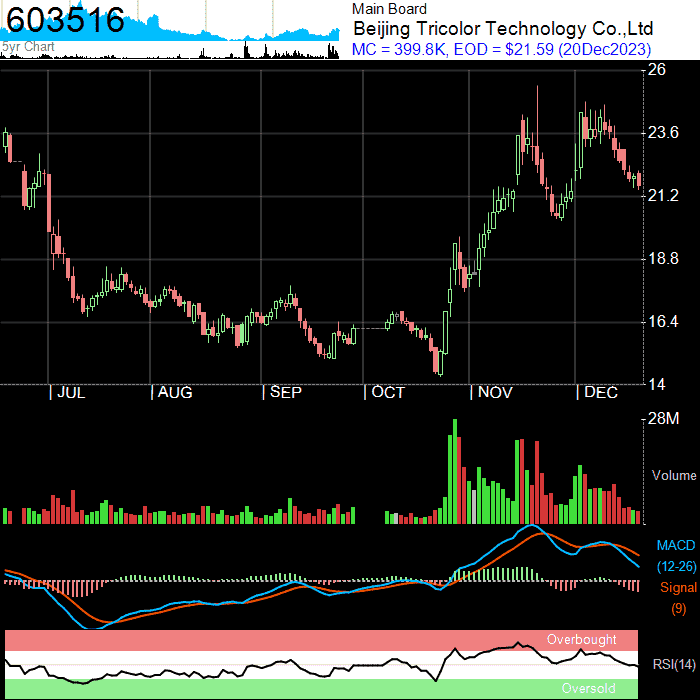 603516
5yr Chart
Main Board
Beijing Tricolor Technology Co.,Ltd
MC = 399.8K, EOD = $21.59 (20Dec2023)
26
23.6
21.2
18.8
16.4
14
JUL AUG SEP OCT NOV DEC
28M
Volume
MACD
(12-26)
Signal
(9)
Overbought
RSI(14)
Oversold